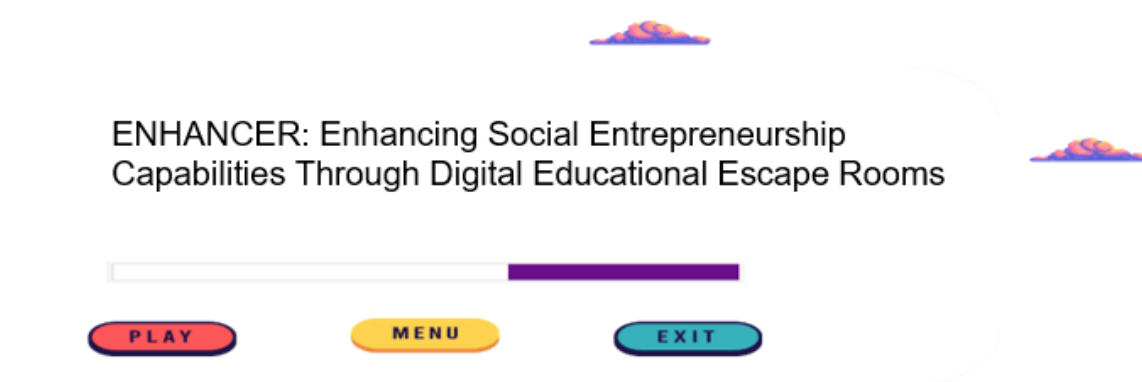 ENHANCER: Enhancing Social Entrepreneurship
Capabilities Through Digital Educational Escape Rooms
PLAY
MENU
EXIT